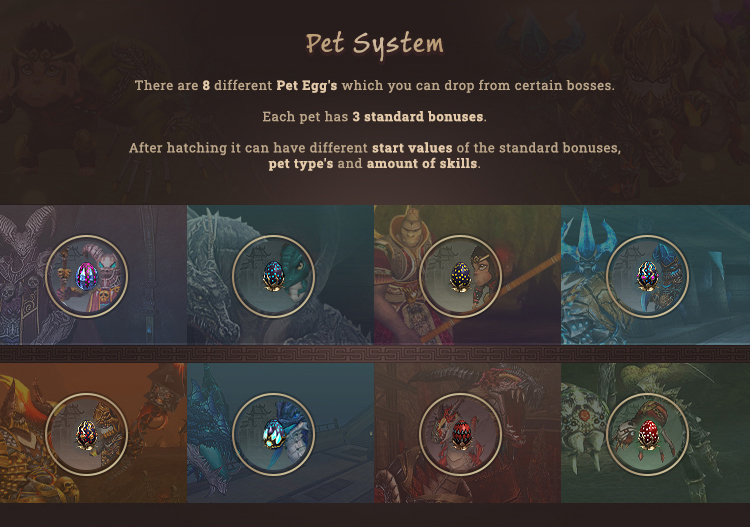 Pet System
There are 8 different Pet Egg's which you can drop from certain bosses.
Each pet has 3 standard bonuses.
After hatching it can have different start values of the standard bonuses,
pet type's and amount of skills.